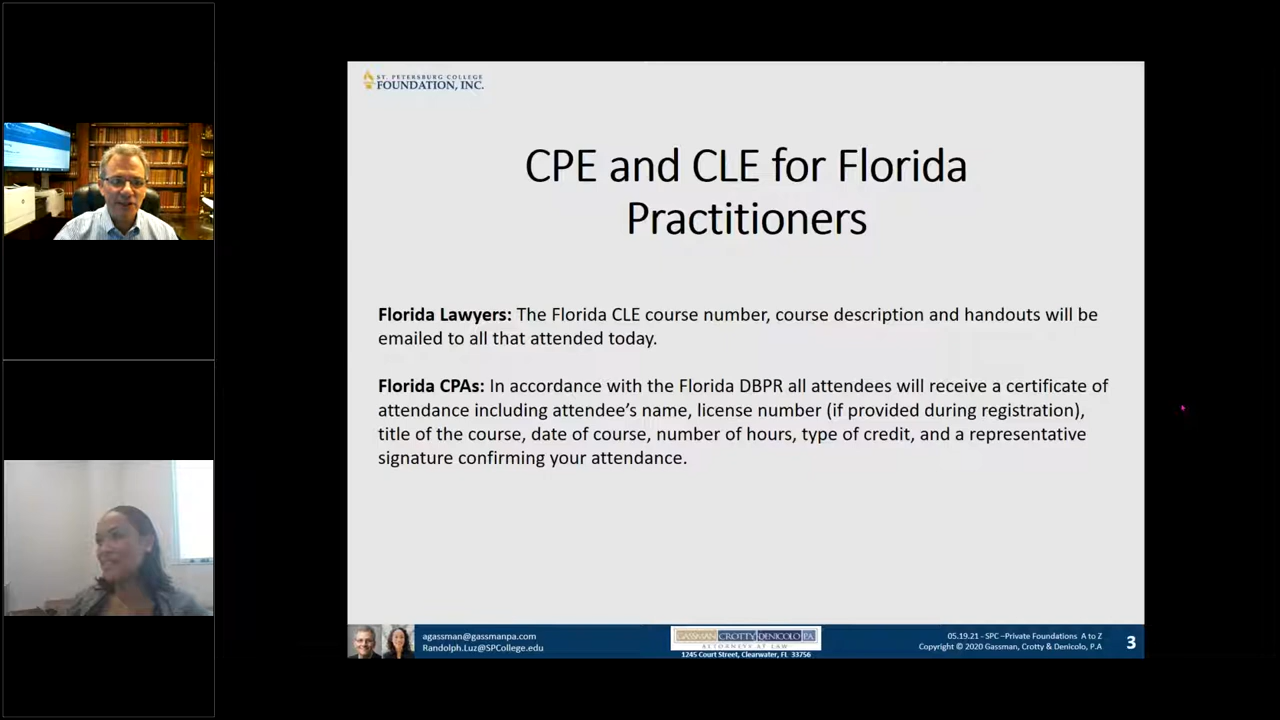 ST. PETERSBURG COLLEGE
FOUNDATION, INC.
CPE and CLE for Florida
Practitioners
Florida Lawyers: The Florida CLE course number, course description and handouts will be
emailed to all that attended today.
Florida CPAs: In accordance with the Florida DBPR all attendees will receive a certificate of
attendance including attendee’s name, license number (if provided during registration),
title of the course, date of course, number of hours, type of credit, and a representative
signature confirming your attendance.
agassman@gassmanpa.com
Randolph.Luz@SPCollege.edu
GASSMAN CROTTY DENICOLO PA
ATTORNEYS AT LAW
1245 Court Street, Clearwater, FL 33756
05.19.21 - SPC –Private Foundations A to Z
Copyright © 2020 Gassman, Crotty & Denicolo, P.A
3